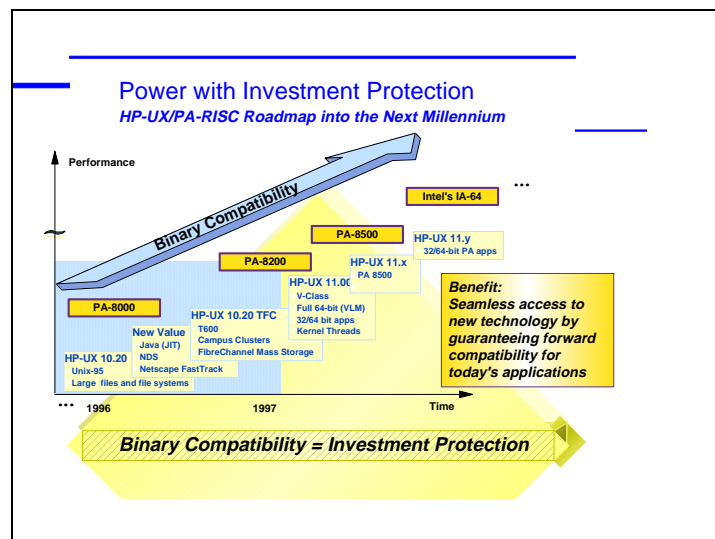 Power with Investment Protection
HP-UX/PA-RISC Roadmap into the Next Millennium
Performance
Binary Compatibility
Intel's IA-64
...
PA-8500
PA-8200
PA-8000
HP-UX 11.y
32/64-bit PA apps
HP-UX 11.x
PA 8500
HP-UX 11.00
V-Class
Full 64-bit (VLM)
32/64 bit apps
Kernel Threads
HP-UX 10.20 TFC
T600
Campus Clusters
FibreChannel Mass Storage
New Value
Java (JIT)
NDS
Netscape FastTrack
HP-UX 10.20
Unix-95
Large files and file systems
Benefit:
Seamless access to
new technology by
guaranteeing forward
compatibility for
today's applications
... 1996 1997 Time
Binary Compatibility = Investment Protection